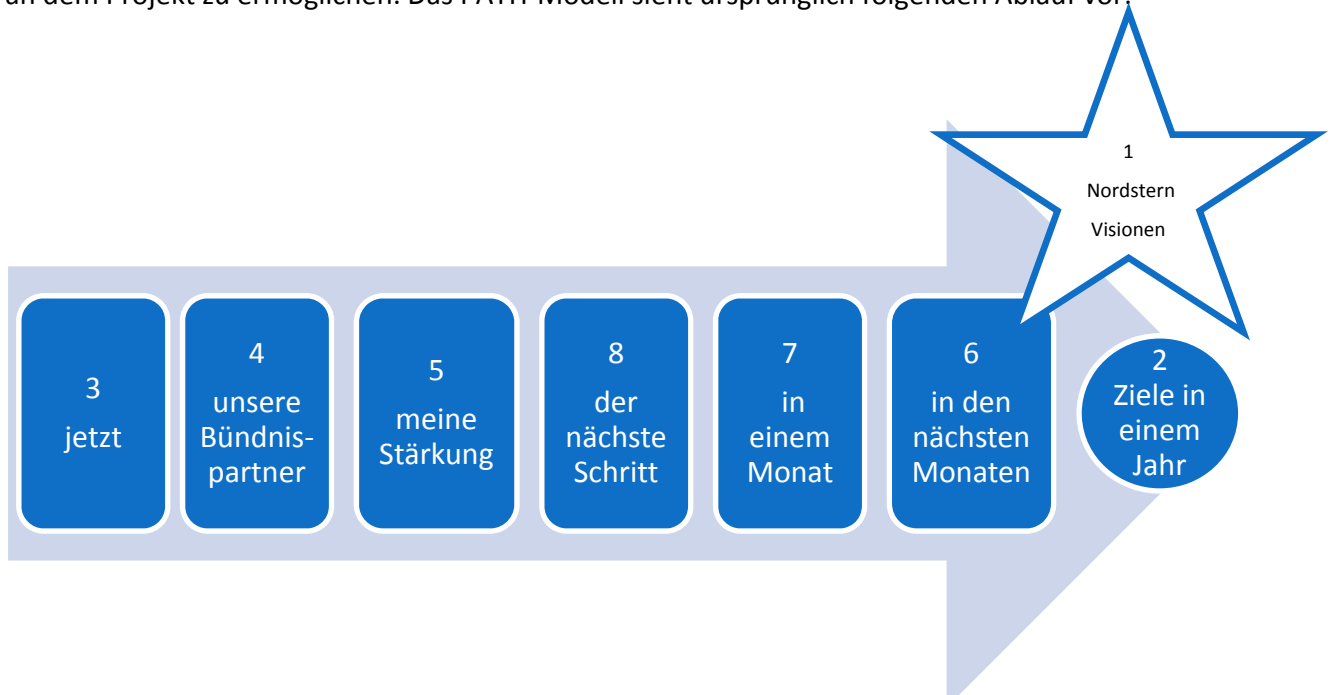 an dem Projekt zu ermöglichen. Das PATH-Modell sieht ursprünglich folgenden Ablauf vor:
1
Nordstern
Visionen
3
jetzt
4
unsere
Bündnis-
partner
5
meine
Stärkung
8
der
nächste
Schritt
7
in
einem
Monat
6
in den
nächsten
Monaten
2
Ziele in
einem
Jahr